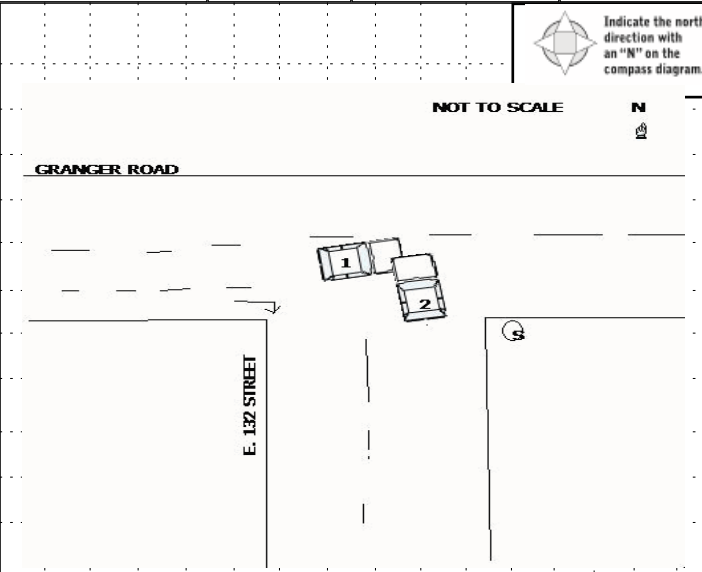 Indicate the north
direction with
an "N" on the
compass diagram.
NOT TO SCALE
N
GRANGER ROAD
1
2
S
E. 132 STREET